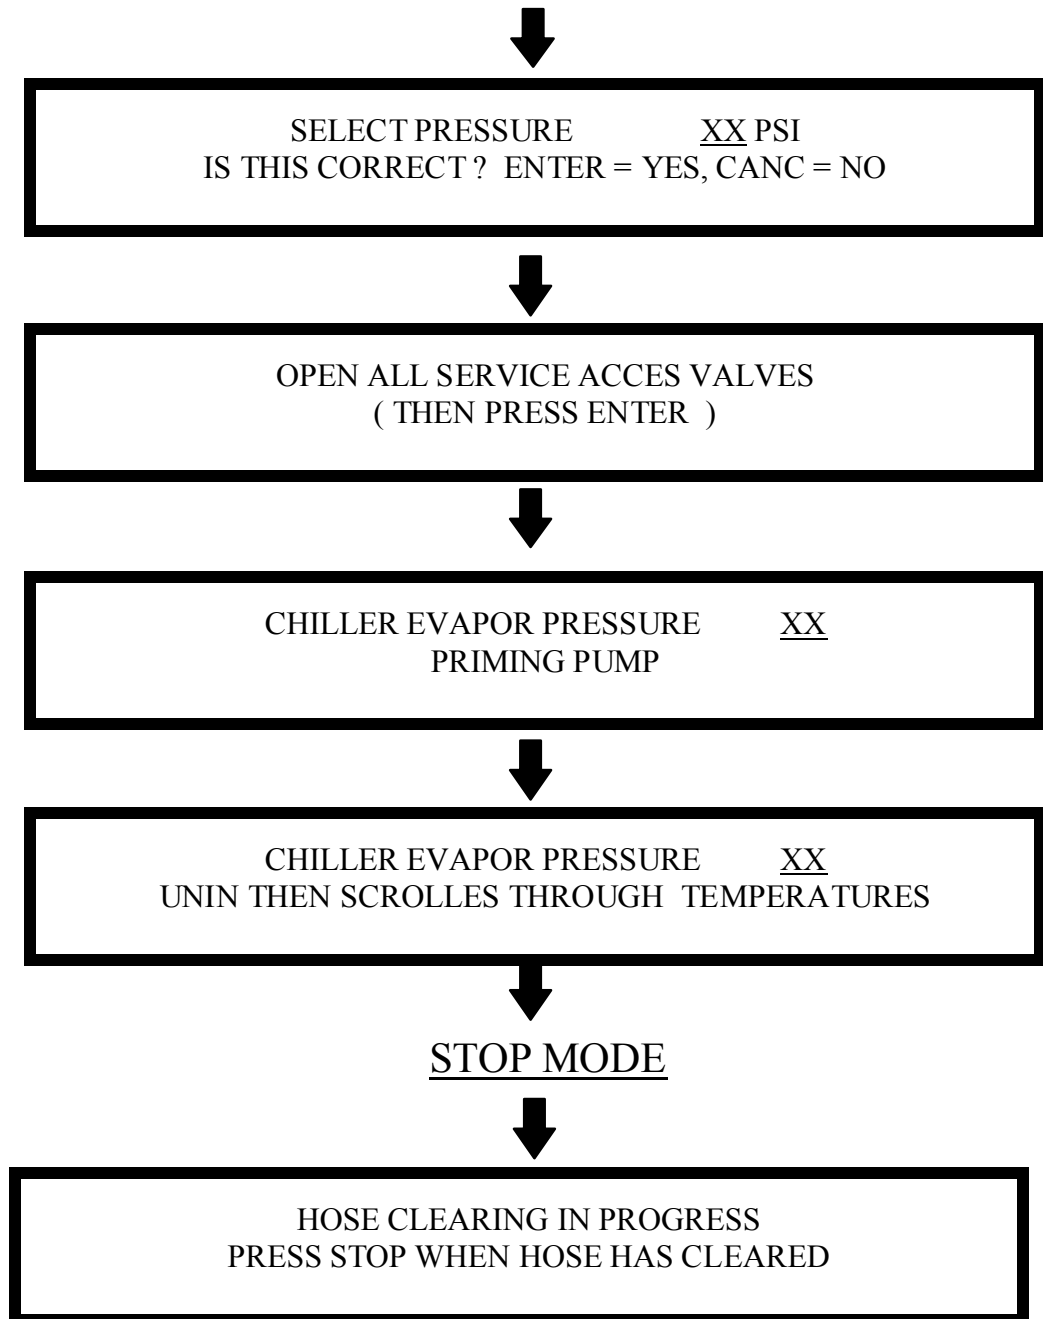 SELECT PRESSURE XX PSI
IS THIS CORRECT ? ENTER = YES, CANC = NO
OPEN ALL SERVICE ACCES VALVES
( THEN PRESS ENTER )
CHILLER EVAPOR PRESSURE XX
PRIMING PUMP
CHILLER EVAPOR PRESSURE XX
UNIN THEN SCROLLES THROUGH TEMPERATURES
STOP MODE
HOSE CLEARING IN PROGRESS
PRESS STOP WHEN HOSE HAS CLEARED